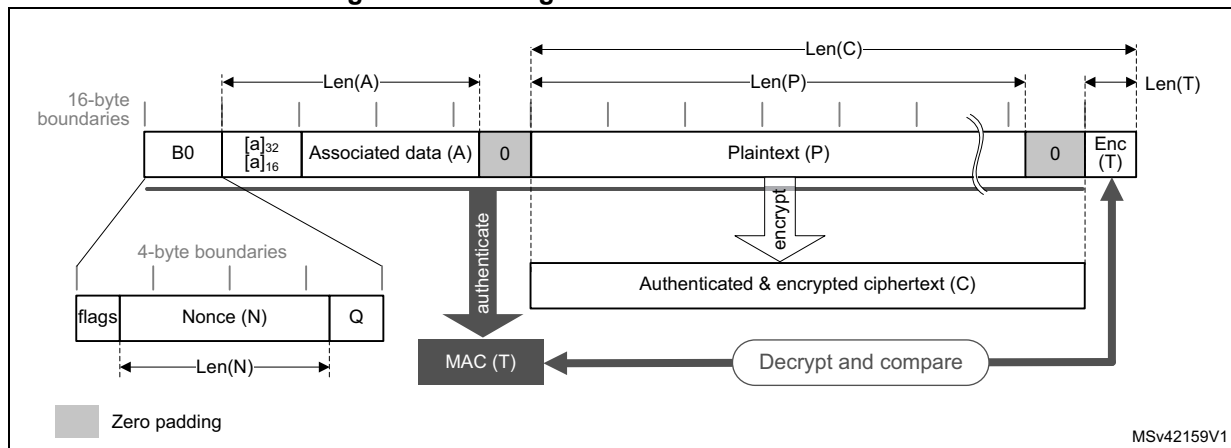 Len(C)
Len(A)
Len(P)
Len(T)
16-byte
boundaries
B0
[a]32
[a]16
Associated data (A)
0
Plaintext (P)
0
Enc
(T)
authenticate
encrypt
4-byte boundaries
Authenticated & encrypted ciphertext (C)
flags
Nonce (N)
Q
Len(N)
MAC (T)
Decrypt and compare
Zero padding
MSv42159V1